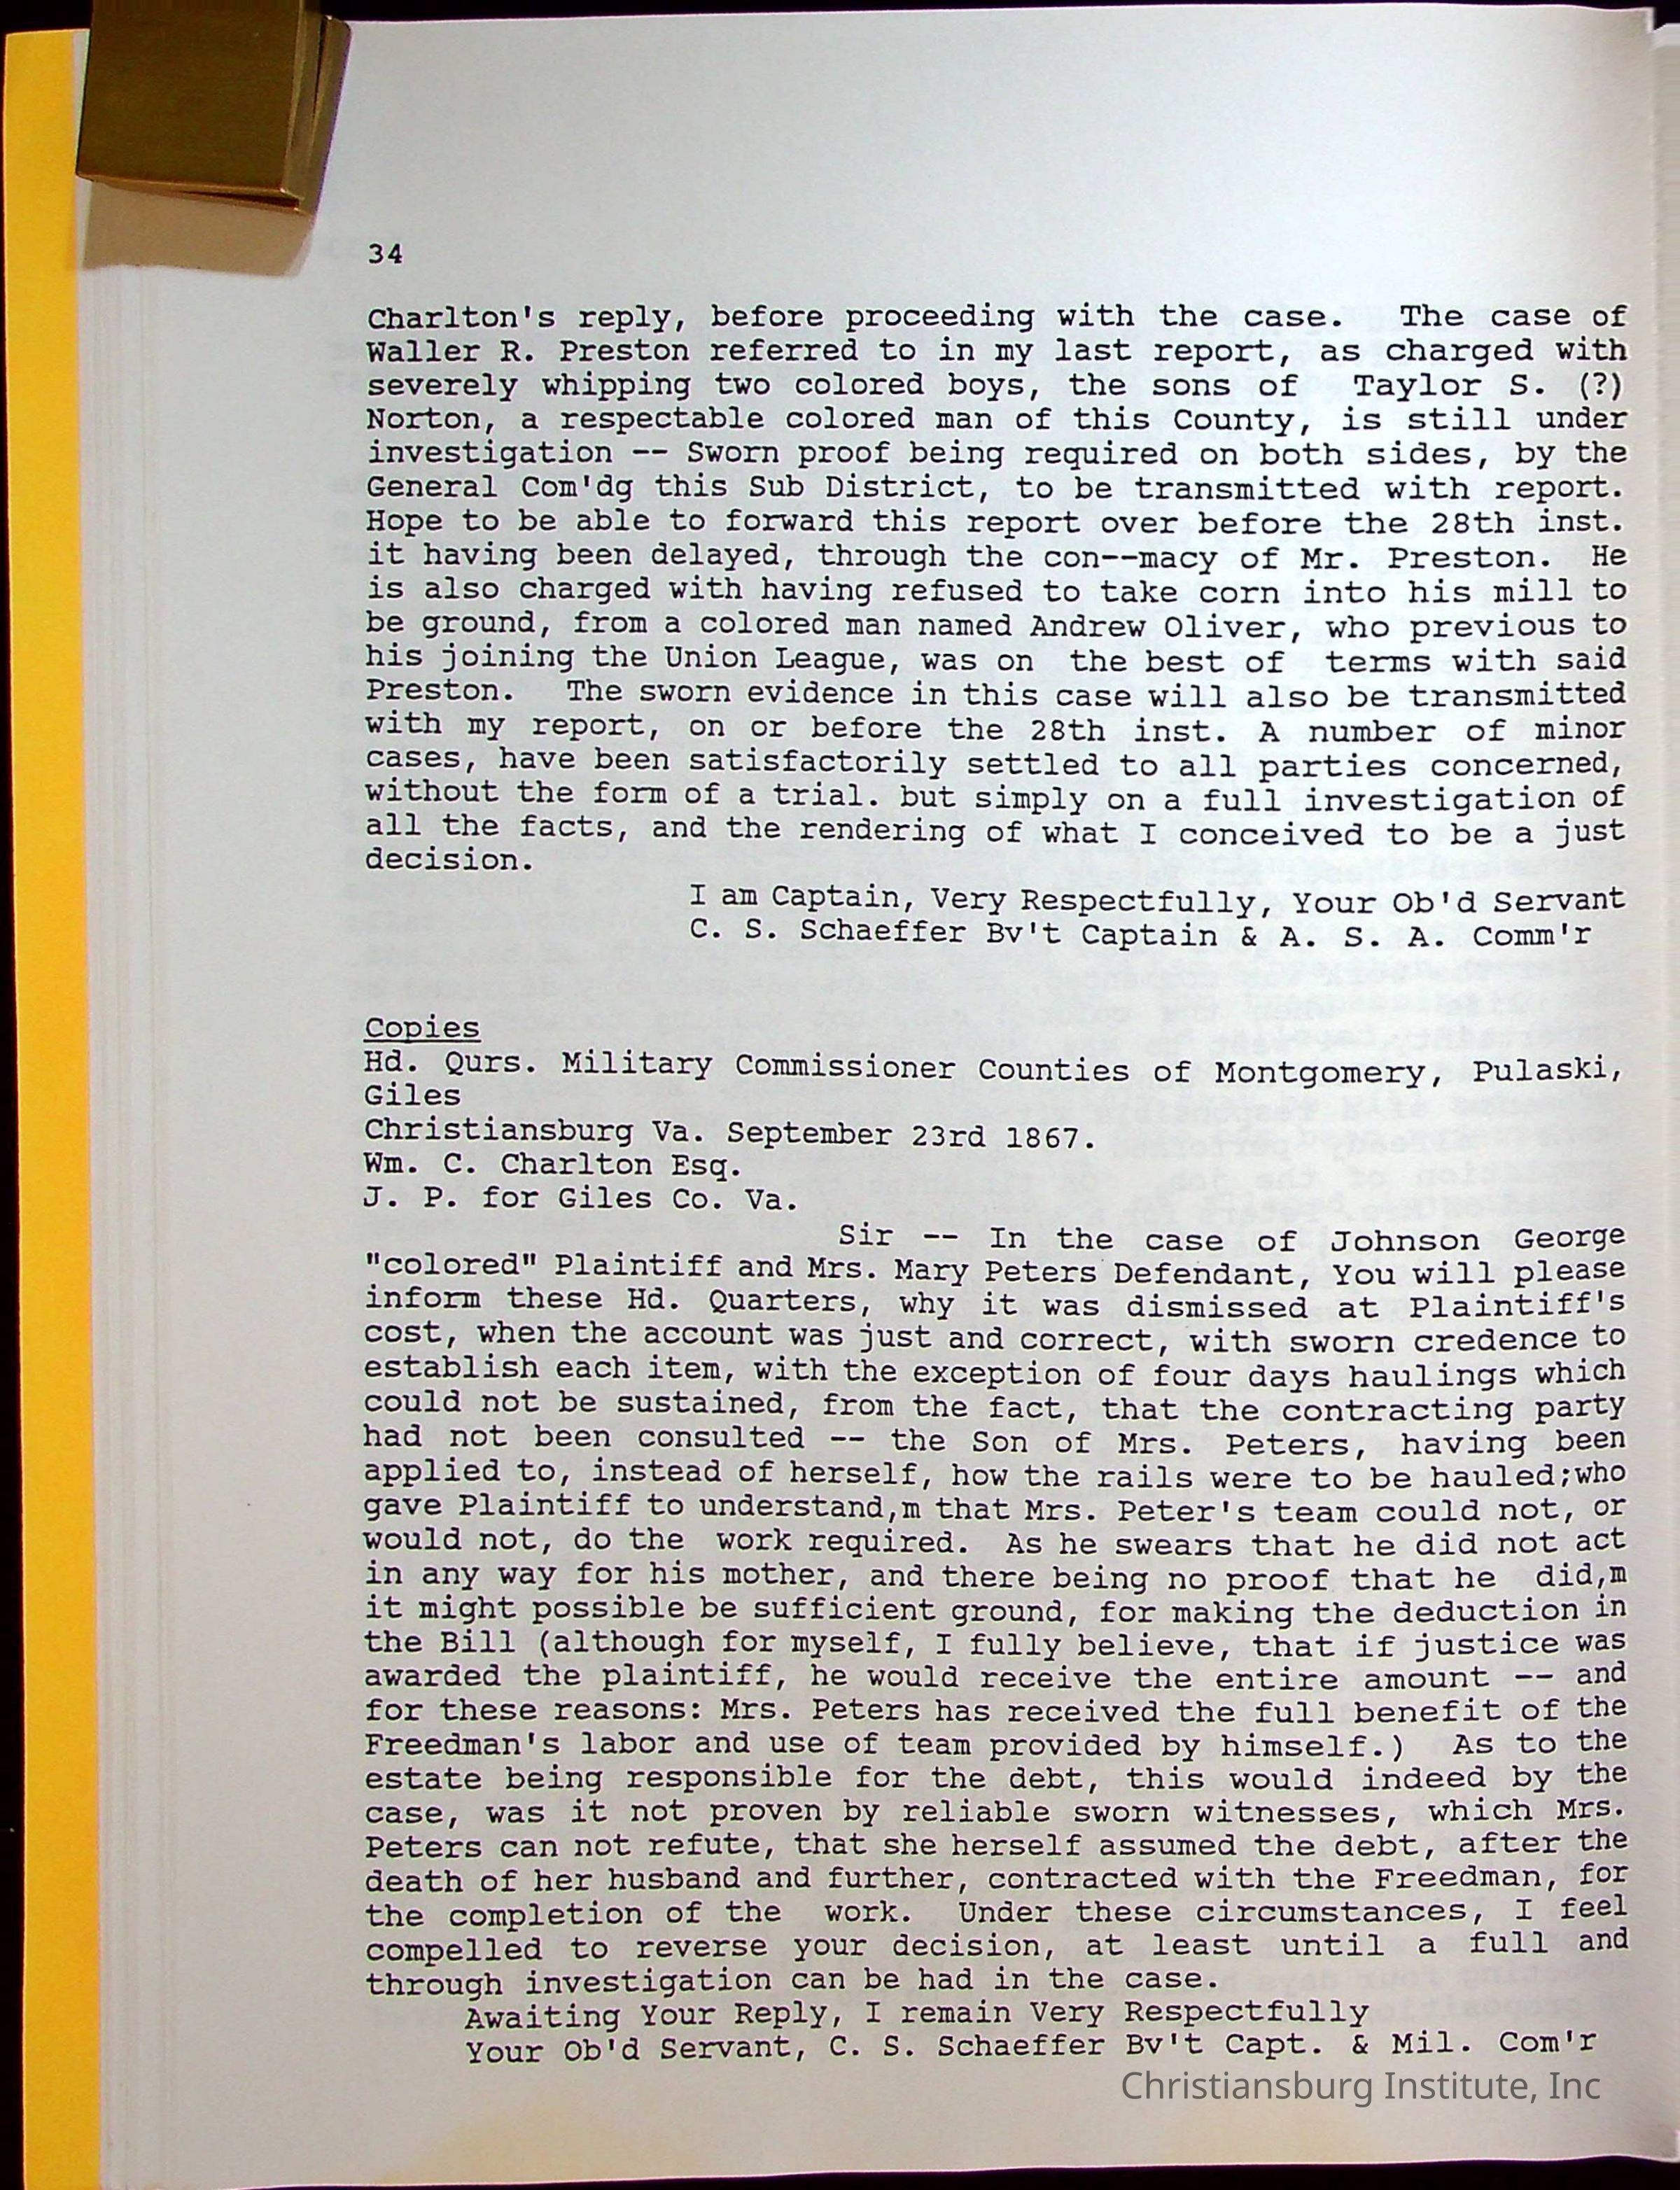 34
Charlton's reply, before proceeding with the case. The case of
Waller R. Preston referred to in my last report, as charged with
severely whipping two colored boys, the sons of Taylor S. (?)
Norton, a respectable colored man of this County, is still under
investigation -- Sworn proof being required on both sides, by the
General Com'dg this Sub District, to be transmitted with report.
Hope to be able to forward this report over before the 28th inst.
it having been delayed, through the con--macy of Mr. Preston. He
is also charged with having refused to take corn into his mill to
be ground, from a colored man named Andrew Oliver, who previous to
his joining the Union League, was on the best of terms with said
Preston. The sworn evidence in this case will also be transmitted
with my report, on or before the 28th inst. A number of minor
cases, have been satisfactorily settled to all parties concerned,
without the form of a trial. but simply on a full investigation of
all the facts, and the rendering of what I conceived to be a just
decision.
I am Captain, Very Respectfully, Your Ob'd Servant
C. S. Schaeffer Bv't Captain & A. S. A. Comm'r
Copies
Hd. Qurs. Military Commissioner Counties of Montgomery, Pulaski,
Giles
Christiansburg Va. September 23rd 1867.
Wm. C. Charlton Esq.
J. P. for Giles Co. Va.
Sir -- In the case of Johnson George
"colored" Plaintiff and Mrs. Mary Peters Defendant, You will please
inform these Hd. Quarters, why it was dismissed at Plaintiff's
cost, when the account was just and correct, with sworn credence to
establish each item, with the exception of four days haulings which
could not be sustained, from the fact, that the contracting party
had not been consulted -- the Son of Mrs. Peters, having been
applied to, instead of herself, how the rails were to be hauled;who
gave Plaintiff to understand,m that Mrs. Peter's team could not, or
would not, do the work required. As he swears that he did not act
in any way for his mother, and there being no proof that he did,m
it might possible be sufficient ground, for making the deduction in
the Bill (although for myself, I fully believe, that if justice was
awarded the plaintiff, he would receive the entire amount -- and
for these reasons: Mrs. Peters has received the full benefit of the
Freedman's labor and use of team provided by himself.) As to the
estate being responsible for the debt, this would indeed by the
case, was it not proven by reliable sworn witnesses, which Mrs.
Peters can not refute, that she herself assumed the debt, after the
death of her husband and further, contracted with the Freedman, for
the completion of the work. Under these circumstances, I feel
compelled to reverse your decision, at least until a full and
through investigation can be had in the case.
Awaiting Your Reply, I remain Very Respectfully
Your Ob'd Servant, C. S. Schaeffer Bv't Capt. & Mil. Com'r
Christiansburg Institute, Inc